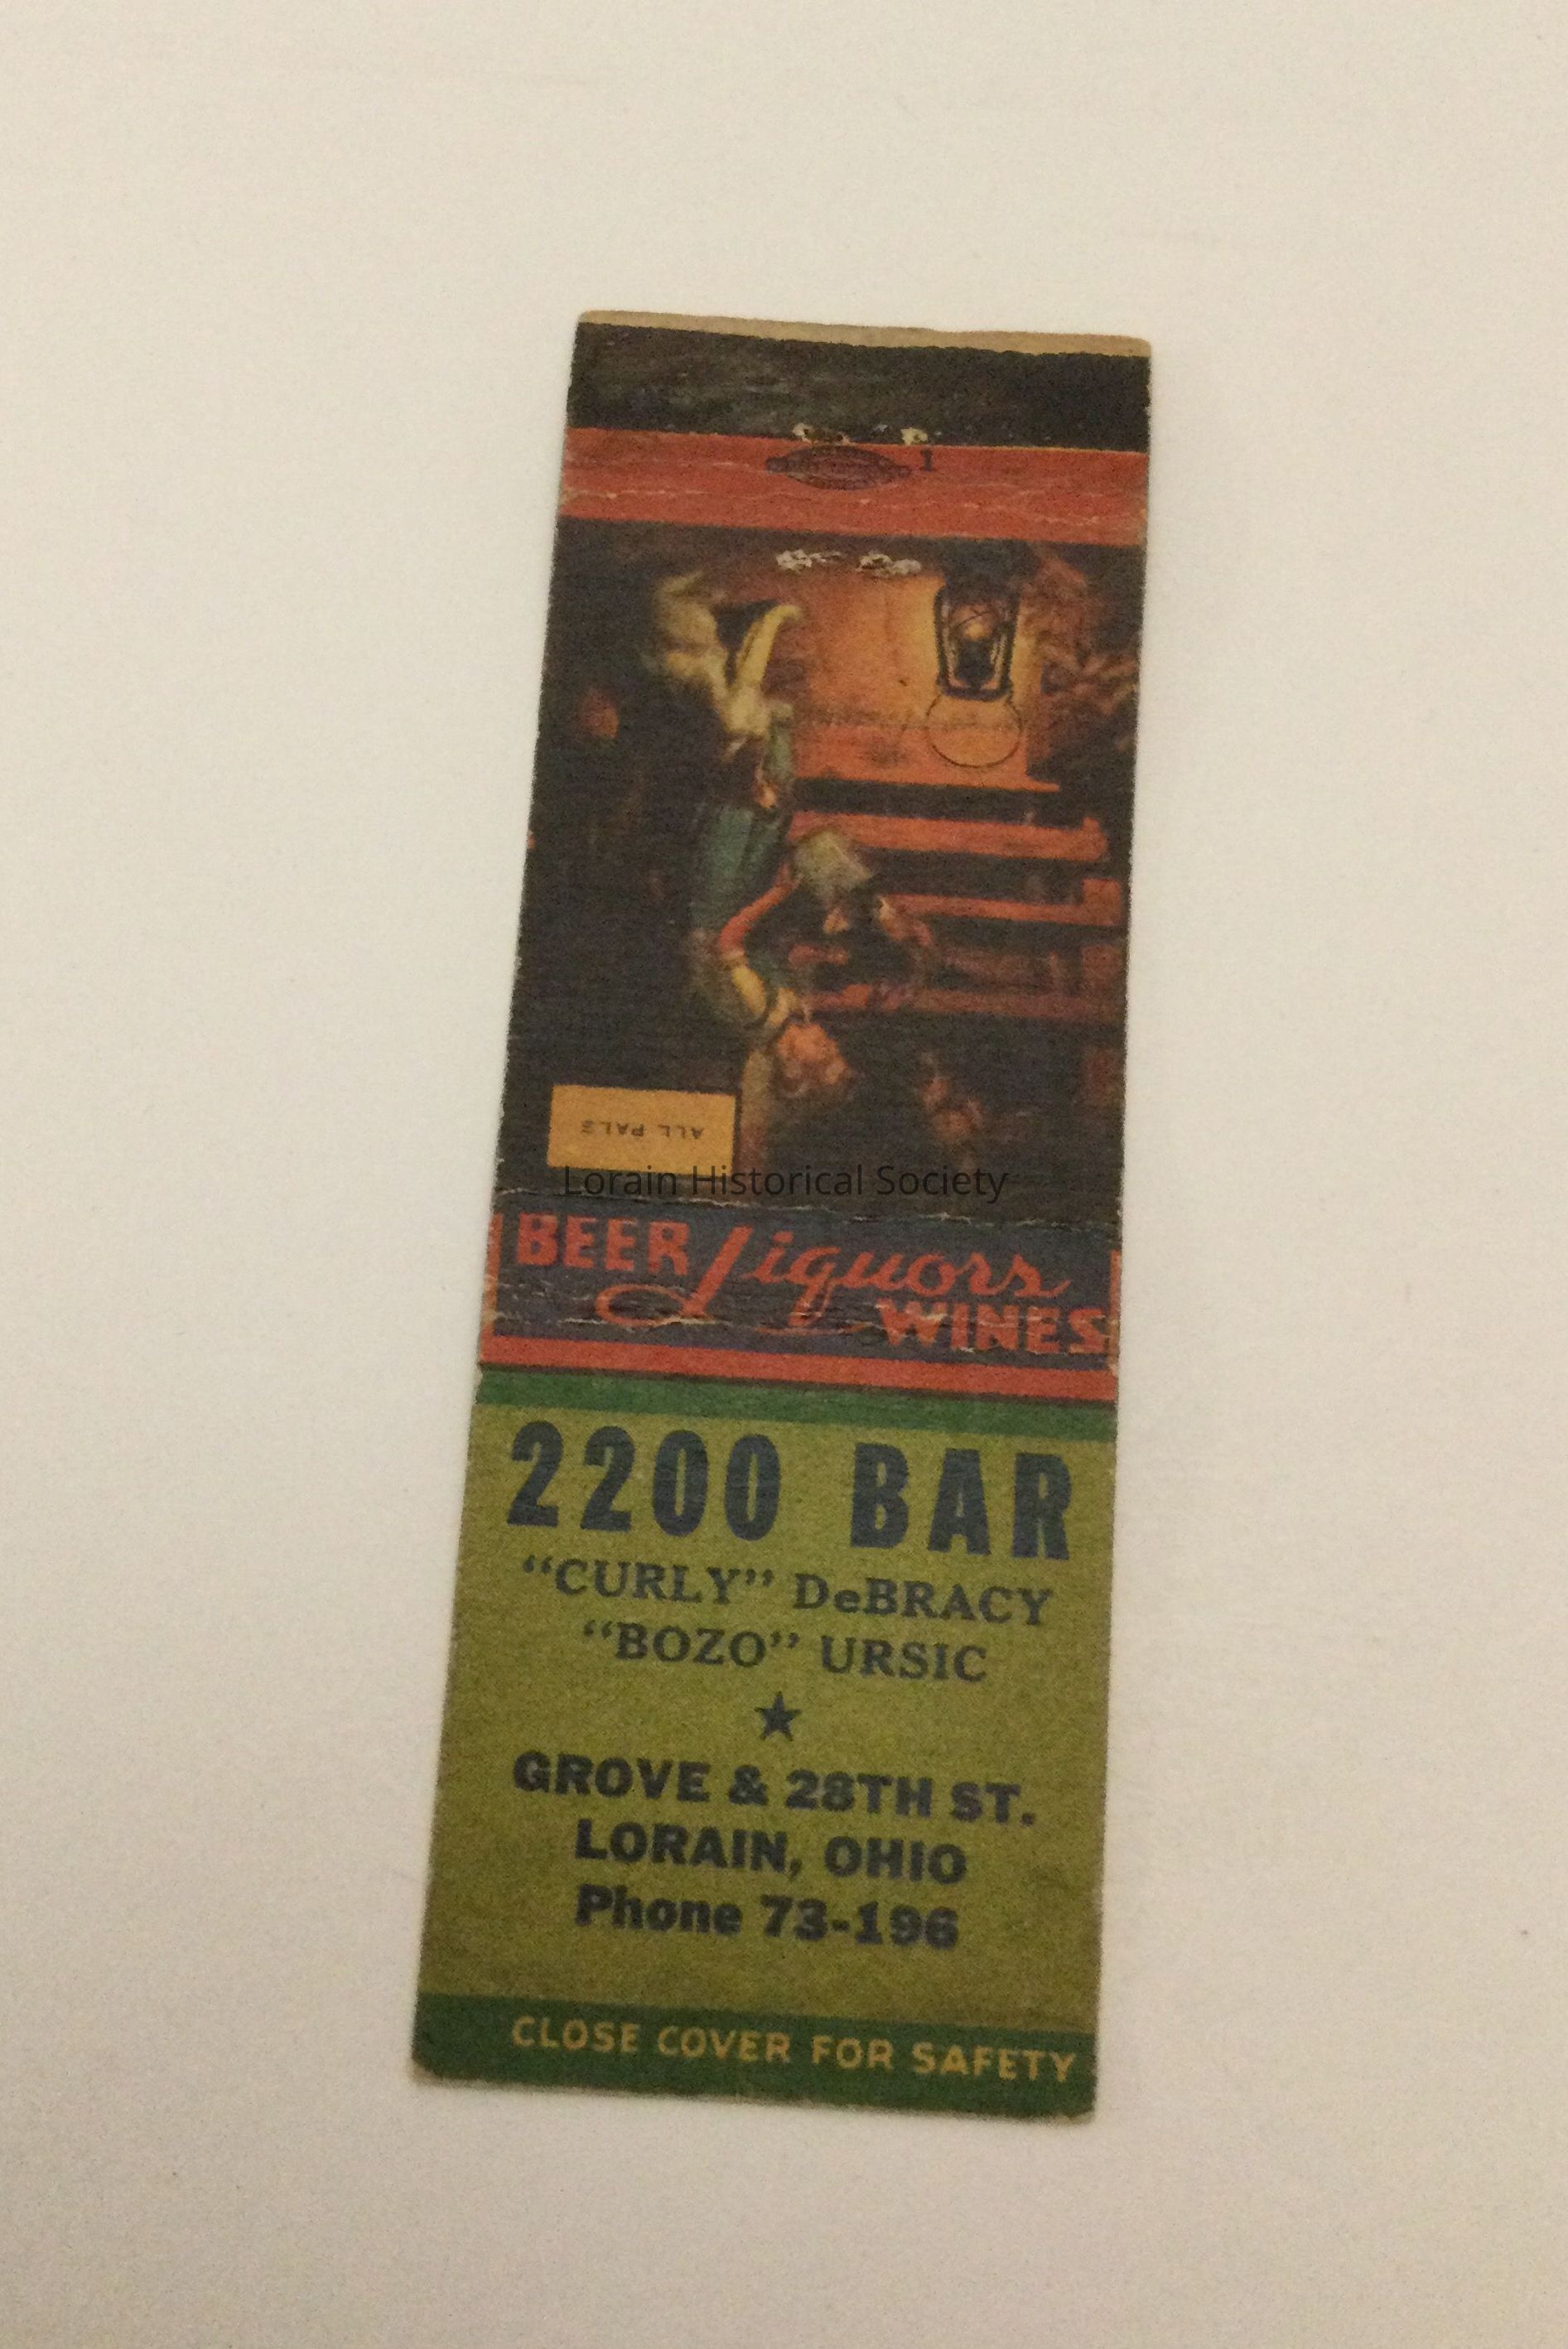 1
ALL PALS
Lorain Historical Society
BEER Liquors
WINES
2200 BAR
“CURLY” DeBRACY
“BOZO” URSIC
GROVE & 28TH ST.
LORAIN, OHIO
Phone 73-196
CLOSE COVER FOR SAFETY